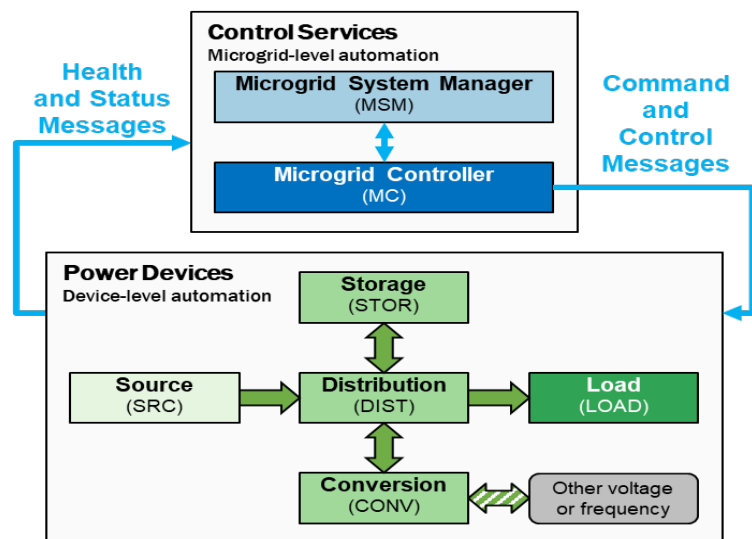 Control Services
Microgrid-level automation
Microgrid System Manager
(MSM)
Microgrid Controller
(MC)
Health
and Status
Messages
Command
and
Control
Messages
Power Devices
Device-level automation
Storage
(STOR)
Source
(SRC)
Distribution
(DIST)
Load
(LOAD)
Conversion
(CONV)
Other voltage
or frequency